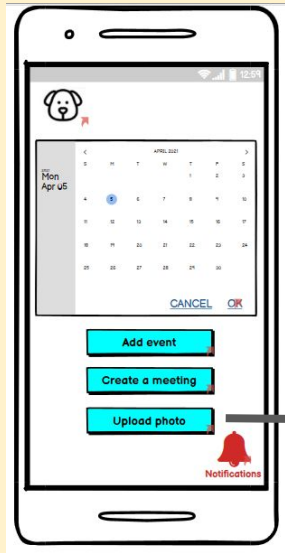 12:59
APRIL 2021
S M T W T F S
Mon
Apr 05
1 2 3
4 5 6 7 8 9 10
11 12 13 14 15 16 17
18 19 20 21 22 23 24
25 26 27 28 29 30
CANCEL OK
Add event
Create a meeting
Upload photo
Notifications